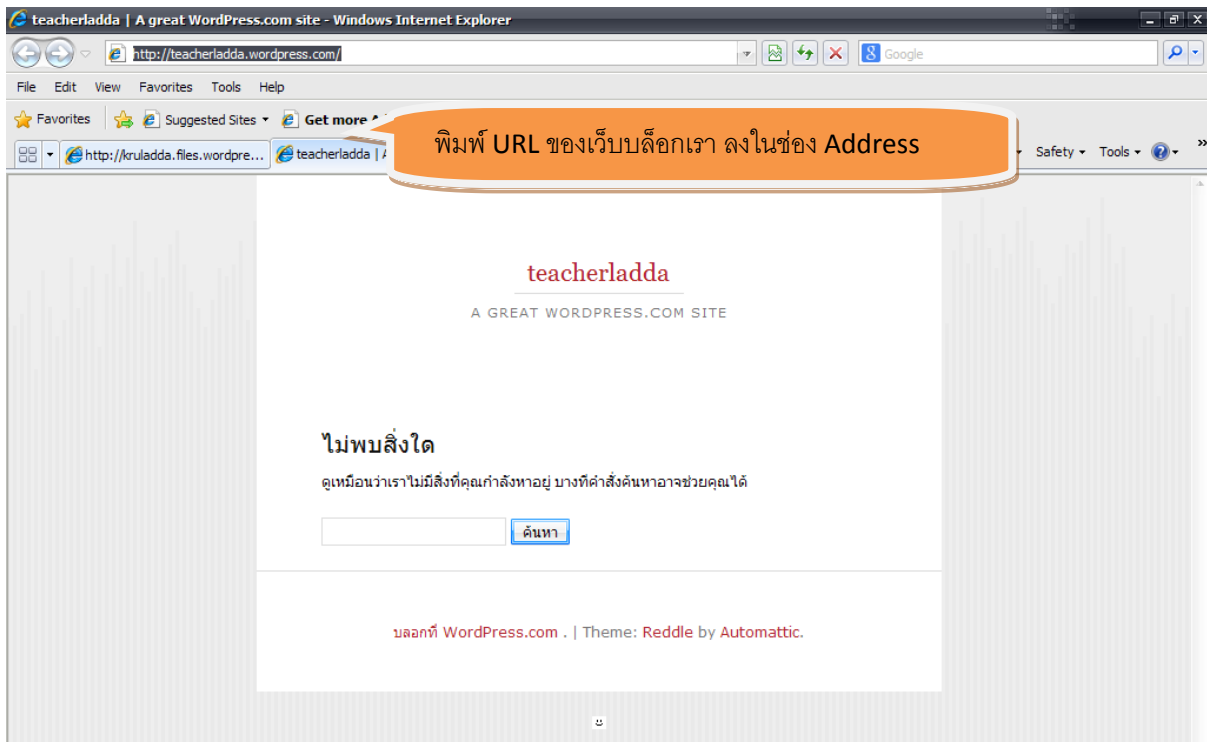 teacherladda | A great WordPress.com site - Windows Internet Explorer
http://teacherladda.wordpress.com/
Google
File Edit View Favorites Tools Help
Favorites Suggested Sites Get more
พิมพ์ URL ของเว็บบล็อกเรา ลงในช่อง Address
http://kruladda.files.wordpre... teacherladda | Safety Tools
teacherladda
A GREAT WORDPRESS.COM SITE
ไม่พบสิ่งใด
ดูเหมือนว่าเราไม่มีสิ่งที่คุณกำลังหาอยู่ บางทีคำสั่งค้นหาอาจช่วยคุณได้
ค้นหา
บลอกที่ WordPress.com . | Theme: Reddle by Automattic.